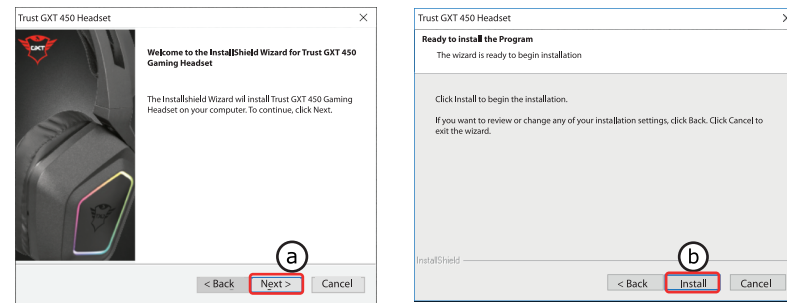 Trust GXT 450 Headset
GXT
Welcome to the InstallShield Wizard for Trust GXT 450
Gaming Headset
The Installshield Wizard wil install Trust GXT 450 Gaming
Headset on your computer. To continue, click Next.
a
< Back Next > Cancel
Trust GXT 450 Headset
Ready to install the Program
The wizard is ready to begin installation
Click Install to begin the installation.
If you want to review or change any of your installation settings, click Back. Click Cancel to
exit the wizard.
InstallShield
b
< Back Install Cancel